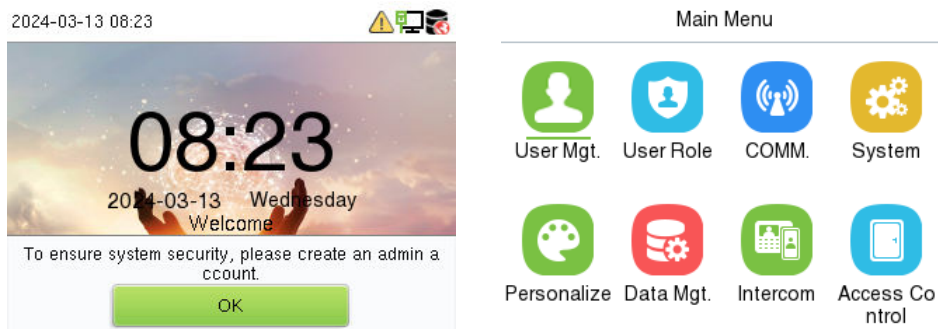 2024-03-13 08:23
08:23
2024-03-13 Wednesday
Welcome
To ensure system security, please create an admin a
ccount.
OK
Main Menu
User Mgt. User Role COMM. System
Personalize Data Mgt. Intercom Access Co
ntrol